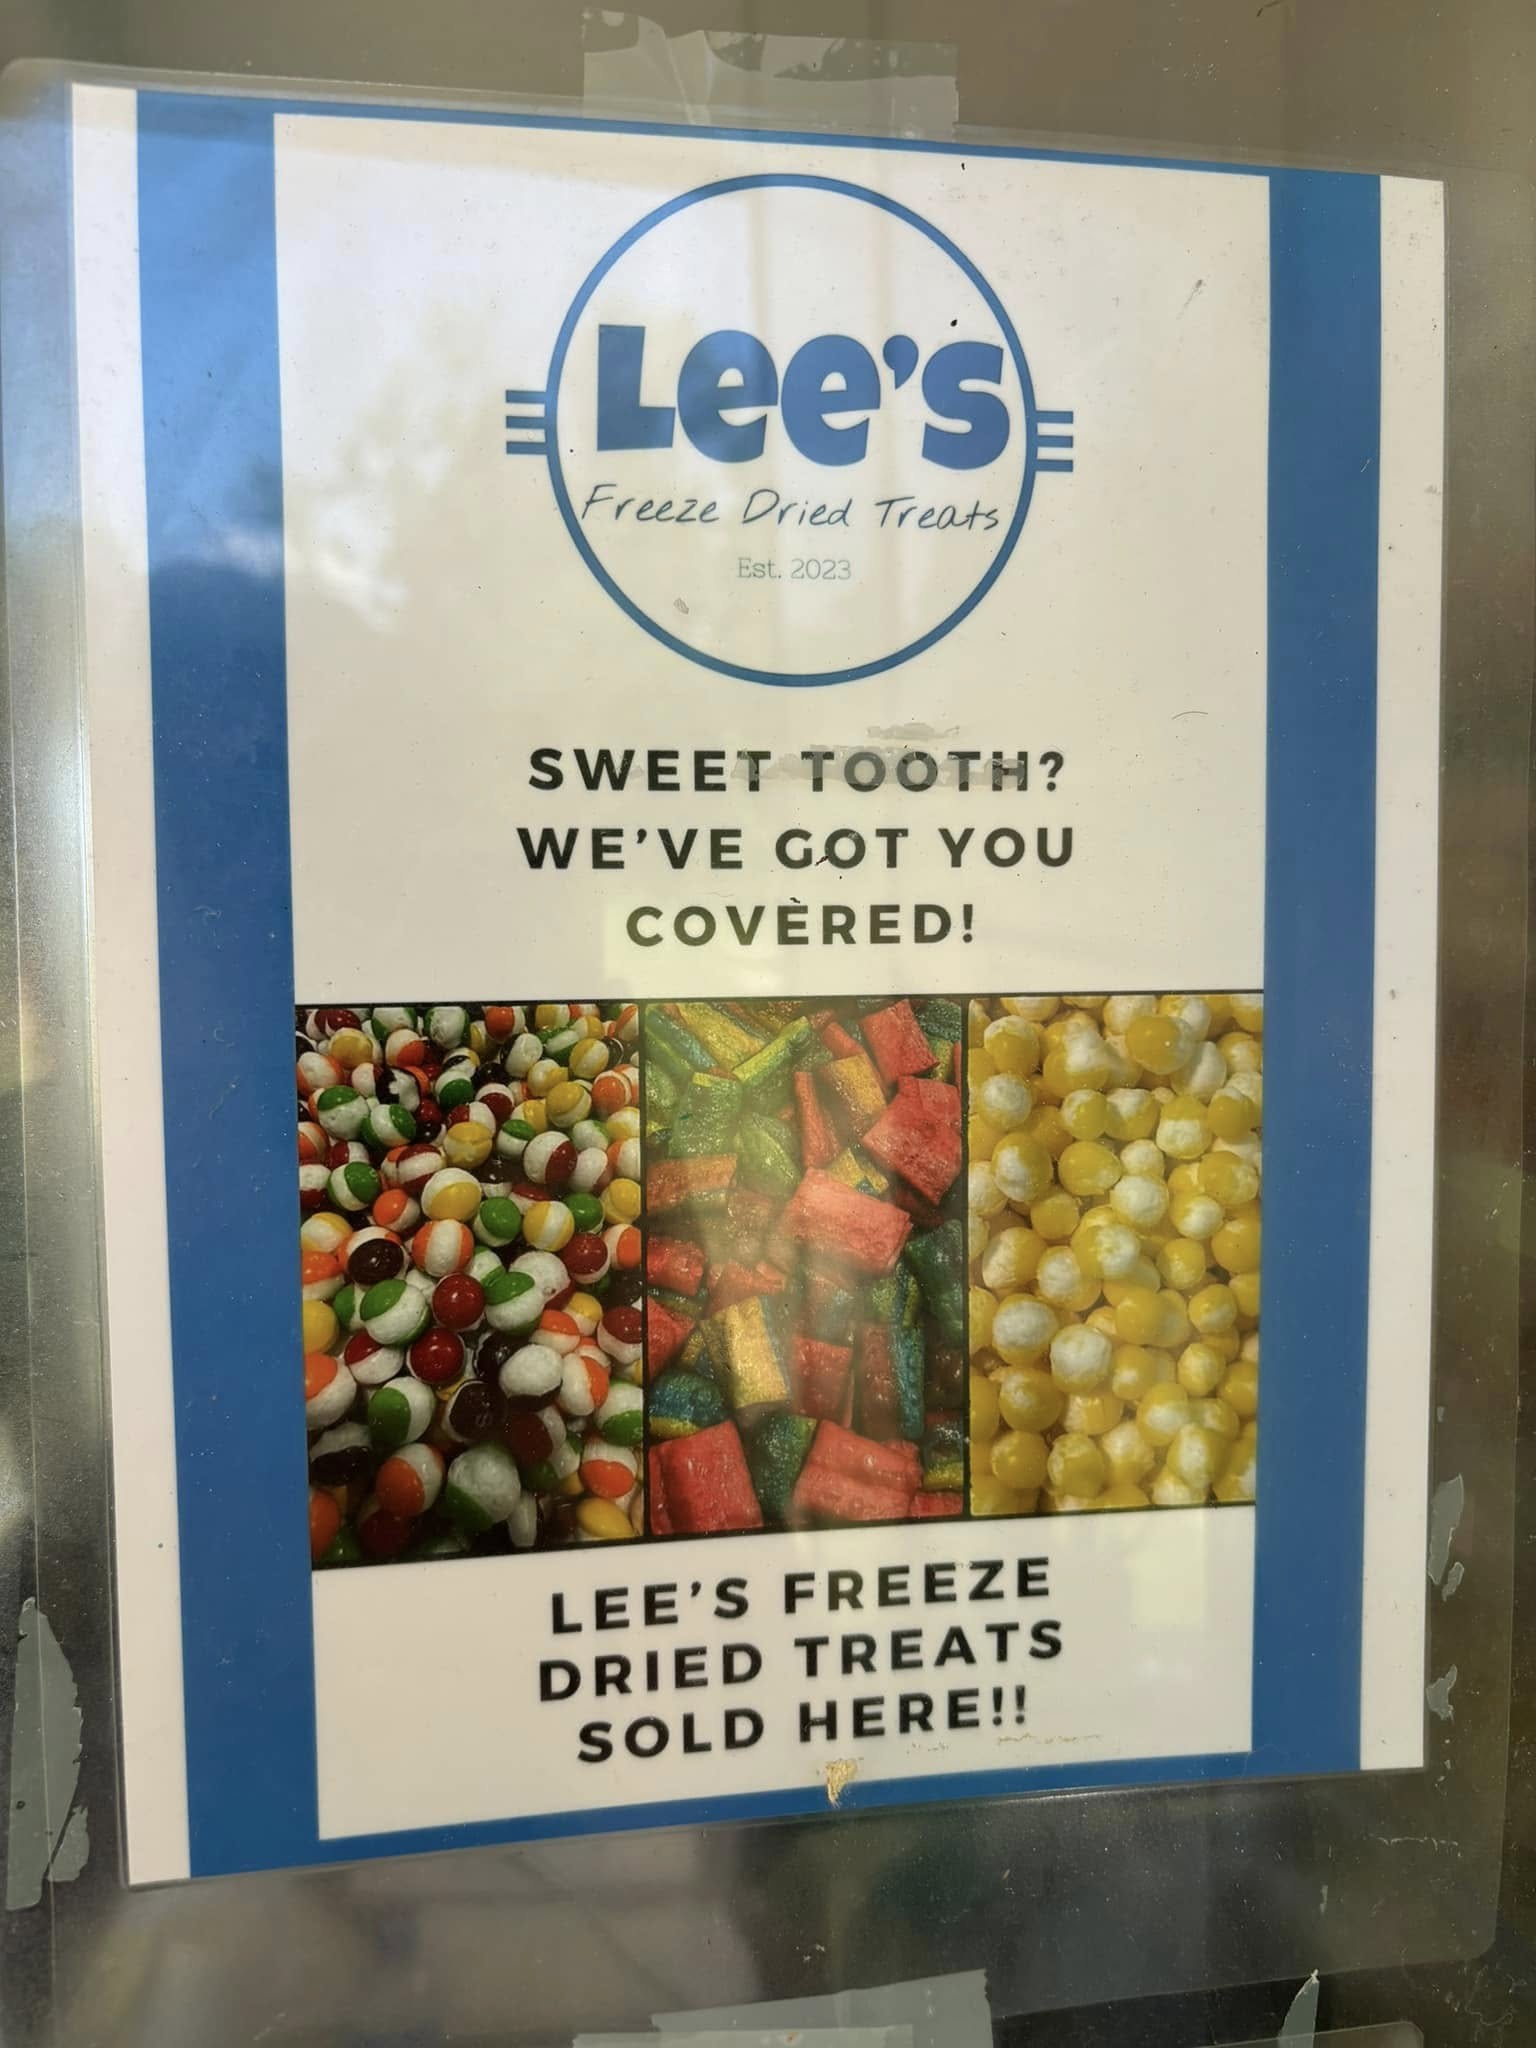 Lee's
Freeze Dried Treats
Est. 2023
SWEET TOOTH?
WE'VE GOT YOU
COVERED!
LEE'S FREEZE
DRIED TREATS
SOLD HERE!!